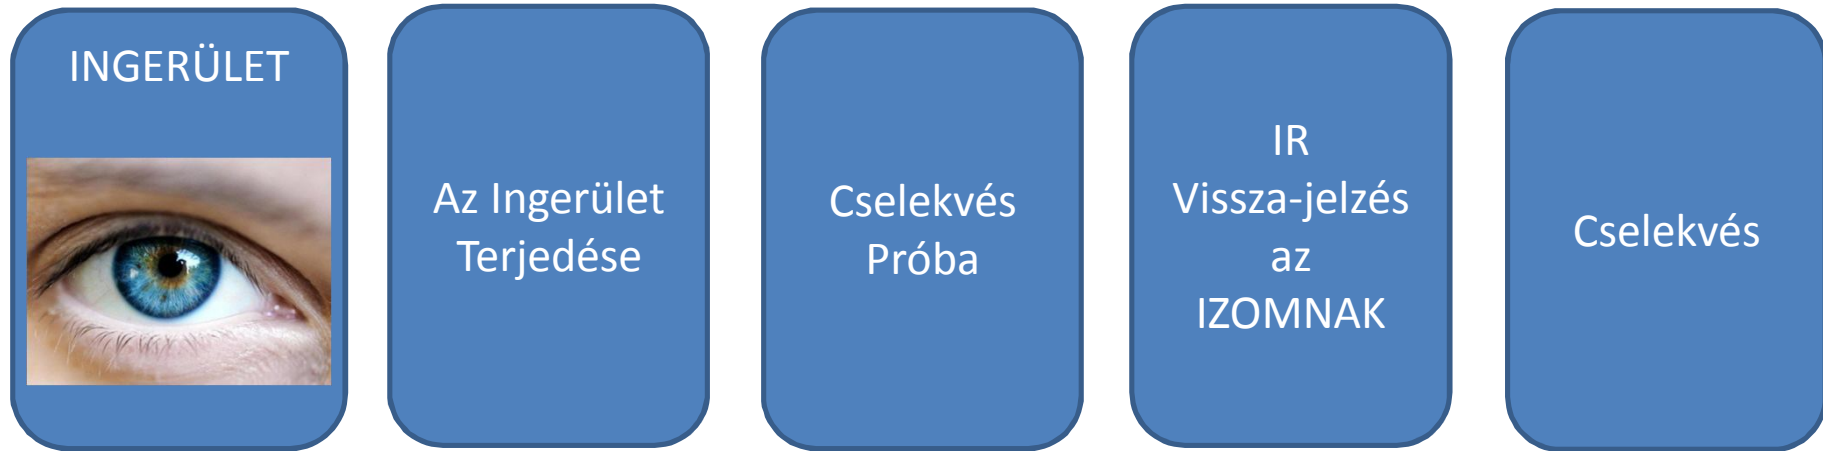 INGERÜLET
Az Ingerület
Terjedése
Cselekvés
Próba
IR
Vissza-jelzés
az
IZOMNAK
Cselekvés